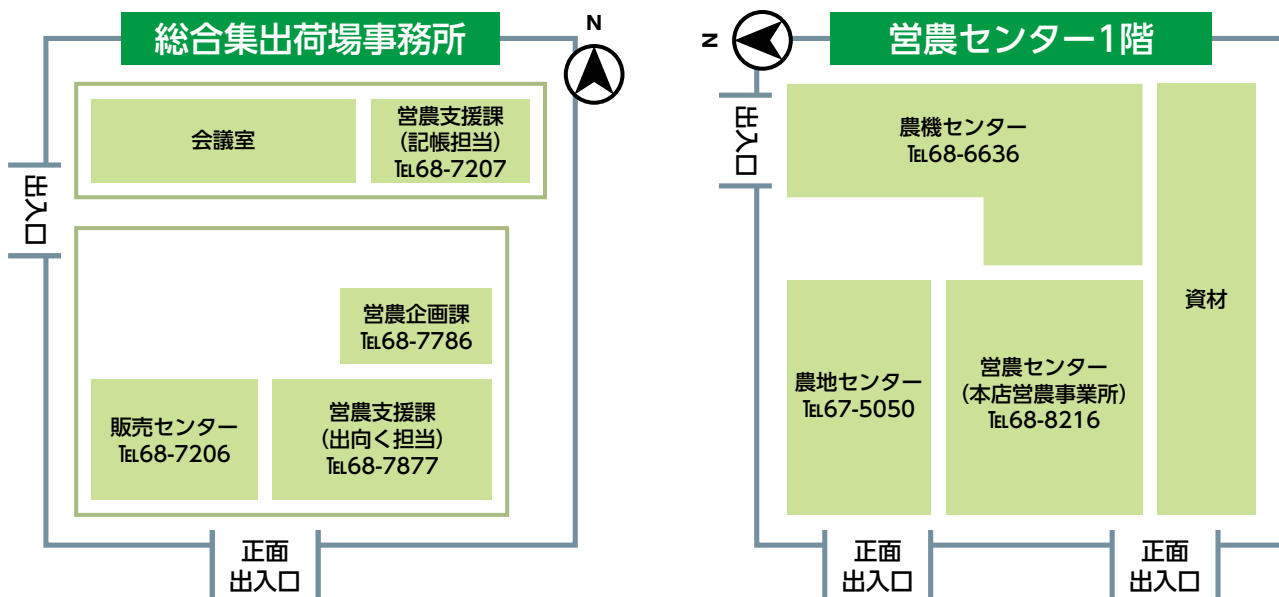 総合集出荷場事務所
N
会議室
営農支援課
(記帳担当)
℡68-7207
出入口
営農企画課
℡68-7786
販売センター
℡68-7206
営農支援課
(出向く担当)
℡68-7877
正面
出入口
N
営農センター1階
出入口
農機センター
℡68-6636
資材
農地センター
℡67-5050
営農センター
(本店営農事業所)
℡68-8216
正面
出入口
正面
出入口